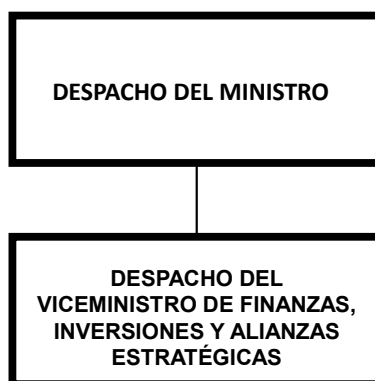 DESPACHO DEL MINISTRO
DESPACHO DEL
VICEMINISTRO DE FINANZAS,
INVERSIONES Y ALIANZAS
ESTRATÉGICAS